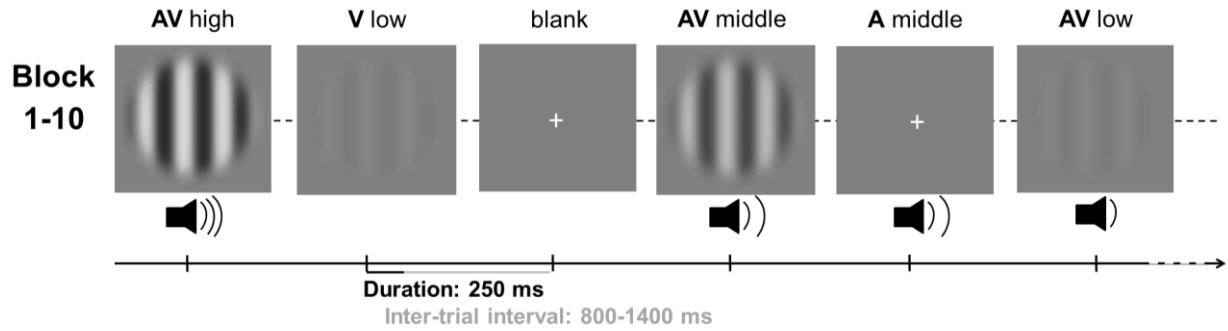 AV high
V low
blank
AV middle
A middle
AV low
Block
1-10
Duration: 250 ms
Inter-trial interval: 800-1400 ms